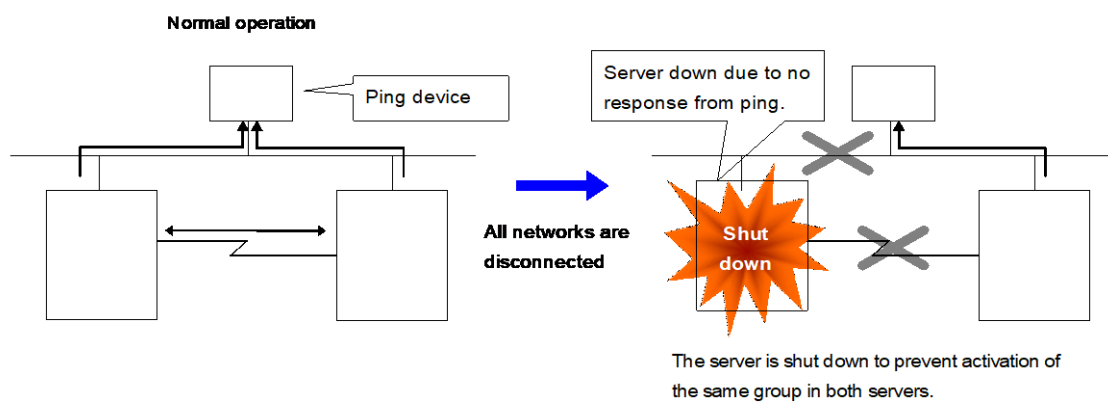 Normal operation
Ping device
Server down due to no
response from ping.
All networks are
disconnected
Shut
down
The server is shut down to prevent activation of
the same group in both servers.